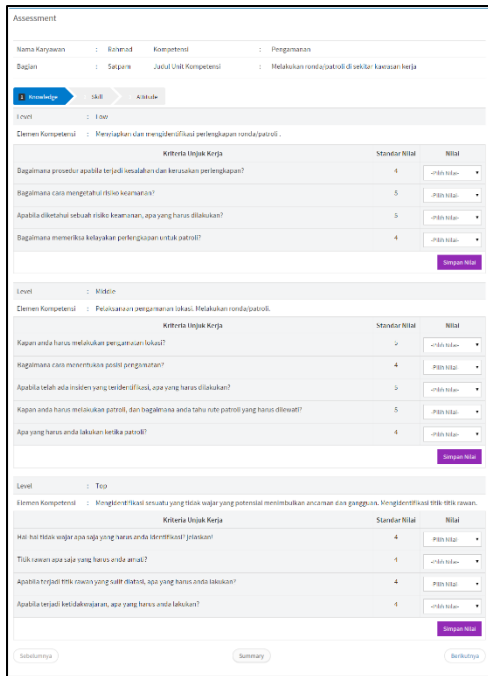 Assessment
Nama Karyawan : Rahmad Kompetensi : Pengamanan
Bagian : Satpam Judul Unit Kompetensi : Melakukan ronda/patroli di sekitar kawasan kerja
Knowledge Skill Attitude
Level : Low
Elemen Kompetensi : Menyiapkan dan mengidentifikasi perlengkapan ronda/patroli .
Kriteria Unjuk Kerja Standar Nilai Nilai
Bagaimana prosedur apabila terjadi kesalahan dan kerusakan perlengkapan? 4 -Pilih Nilai-
Bagaimana cara mengetahui risiko keamanan? 5 -Pilih Nilai-
Apabila diketahui sebuah risiko keamanan, apa yang harus dilakukan? 5 -Pilih Nilai-
Bagaimana memeriksa kelayakan perlengkapan untuk patroli? 4 -Pilih Nilai-
Simpan Nilai
Level : Middle
Elemen Kompetensi : Pelaksanaan pengamanan lokasi. Melakukan ronda/patroli.
Kriteria Unjuk Kerja Standar Nilai Nilai
Kapan anda harus melakukan pengamatan lokasi? 5 -Pilih Nilai-
Bagaimana cara menentukan posisi pengamatan? 4 -Pilih Nilai-
Apabila telah ada insiden yang teridentifikasi, apa yang harus dilakukan? 5 -Pilih Nilai-
Kapan anda harus melakukan patroli, dan bagaimana anda tahu rute patroli yang harus dilewati? 5 -Pilih Nilai-
Apa yang harus anda lakukan ketika patroli? 4 -Pilih Nilai-
Simpan Nilai
Level : Top
Elemen Kompetensi : Mengidentifikasi sesuatu yang tidak wajar yang potensial menimbulkan ancaman dan gangguan. Mengidentifikasi titik-titik rawan.
Kriteria Unjuk Kerja Standar Nilai Nilai
Hal-hal tidak wajar apa saja yang harus anda identifikasi? Jelaskan! 4 -Pilih Nilai-
Titik rawan apa saja yang harus anda amati? 4 -Pilih Nilai-
Apabila terjadi titik rawan yang sulit diatasi, apa yang harus anda lakukan? 4 -Pilih Nilai-
Apabila terjadi ketidakwajaran, apa yang harus anda lakukan? 4 -Pilih Nilai-
Simpan Nilai
Sebelumnya Summary Berikutnya